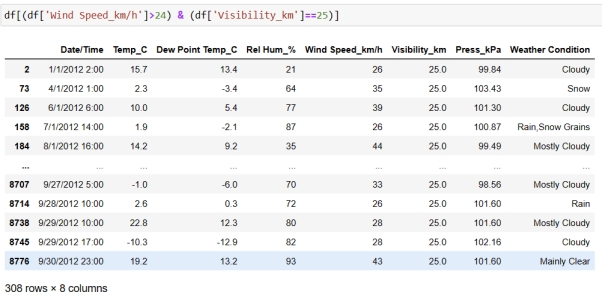 df[(df['Wind Speed_km/h']>24) & (df['Visibility_km']==25)]
Date/Time Temp_C Dew Point Temp_C Rel Hum_% Wind Speed_km/h Visibility_km Press_kPa Weather Condition
2 1/1/2012 2:00 15.7 13.4 21 26 25.0 99.84 Cloudy
73 4/1/2012 1:00 2.3 -3.4 64 35 25.0 103.43 Snow
126 6/1/2012 6:00 10.0 5.4 77 39 25.0 101.30 Cloudy
158 7/1/2012 14:00 1.9 -2.1 87 26 25.0 100.87 Rain,Snow Grains
184 8/1/2012 16:00 14.2 9.2 35 44 25.0 99.49 Mostly Cloudy
... ... ... ... ... ... ... ... ...
8707 9/27/2012 5:00 -1.0 -6.0 70 33 25.0 98.56 Mostly Cloudy
8714 9/28/2012 10:00 2.6 0.3 72 26 25.0 101.60 Rain
8738 9/29/2012 10:00 22.8 12.3 80 28 25.0 101.60 Mostly Cloudy
8745 9/29/2012 17:00 -10.3 -12.9 82 28 25.0 102.16 Cloudy
8776 9/30/2012 23:00 19.2 13.2 93 43 25.0 101.60 Mainly Clear
308 rows × 8 columns